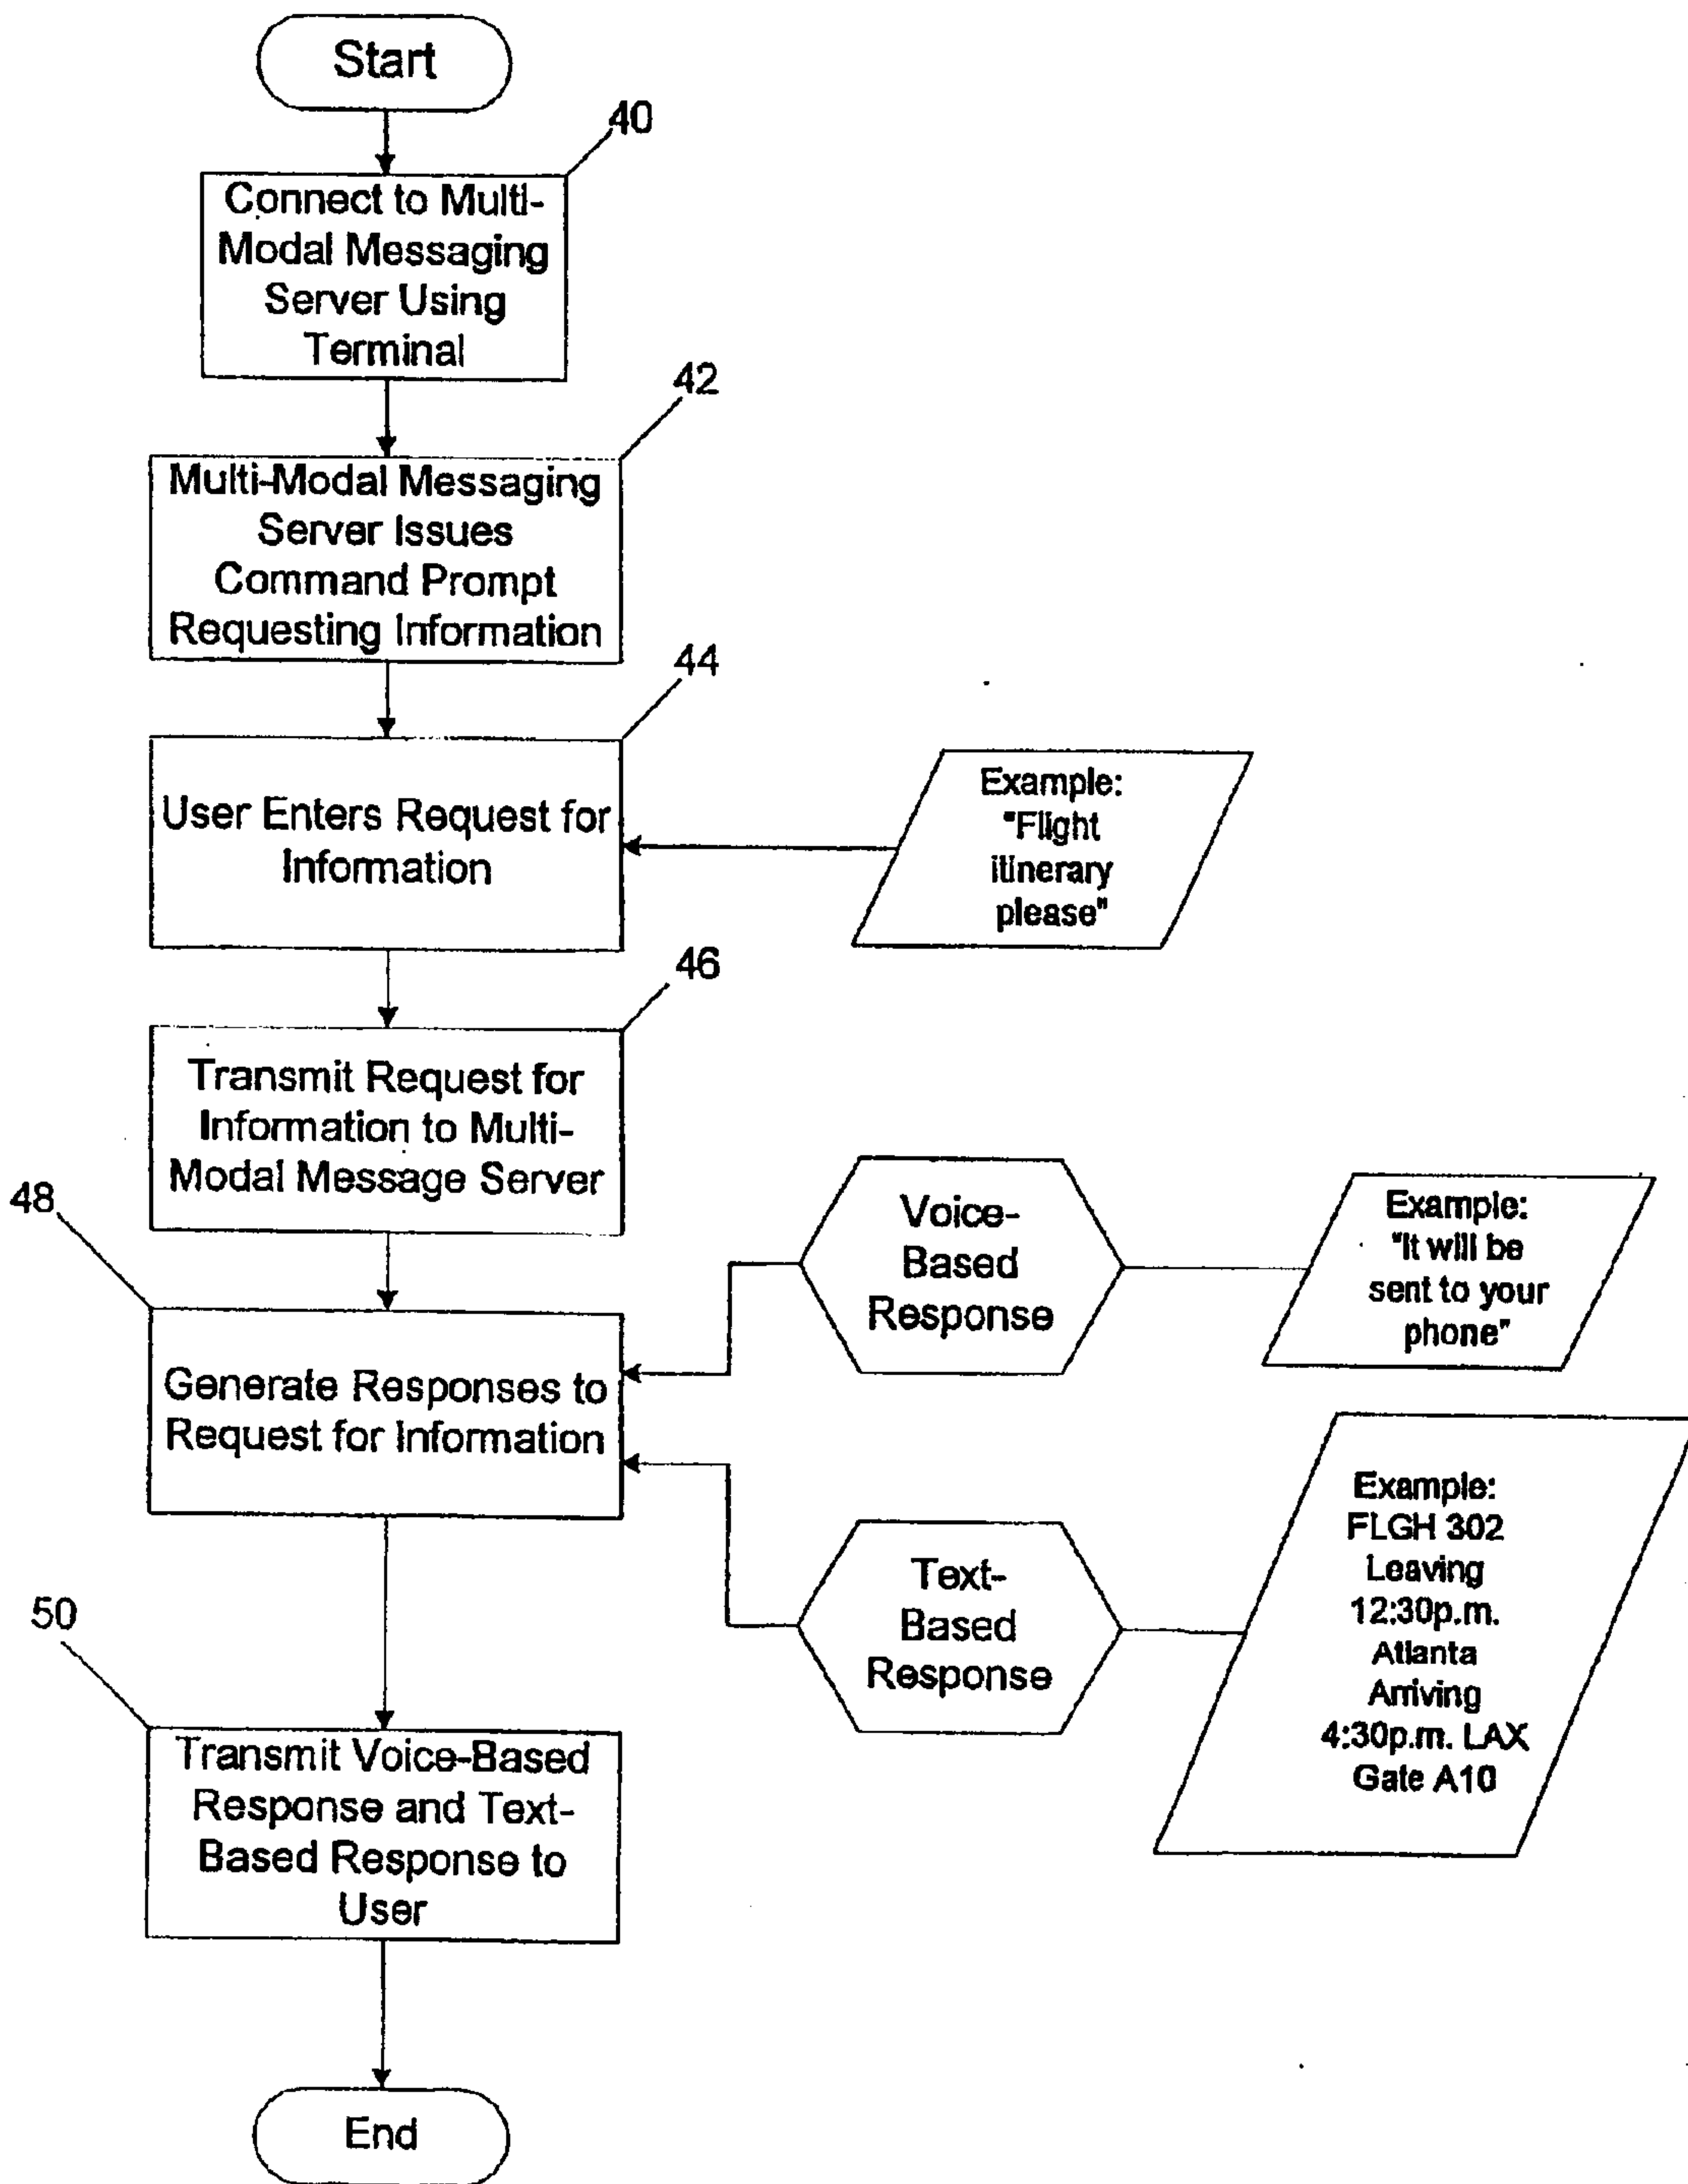 Start
40
Connect to Multi-
Modal Messaging
Server Using
Terminal
42
Multi-Modal Messaging
Server Issues
Command Prompt
Requesting Information
44
User Enters Request for
Information
Example:
"Flight
itinerary
please"
46
Transmit Request for
Information to Multi-
Modal Message Server
48
Generate Responses to
Request for Information
Voice-
Based
Response
Example:
"It will be
sent to your
phone"
Text-
Based
Response
Example:
FLGH 302
Leaving
12:30p.m.
Atlanta
Arriving
4:30p.m. LAX
Gate A10
50
Transmit Voice-Based
Response and Text-
Based Response to
User
End